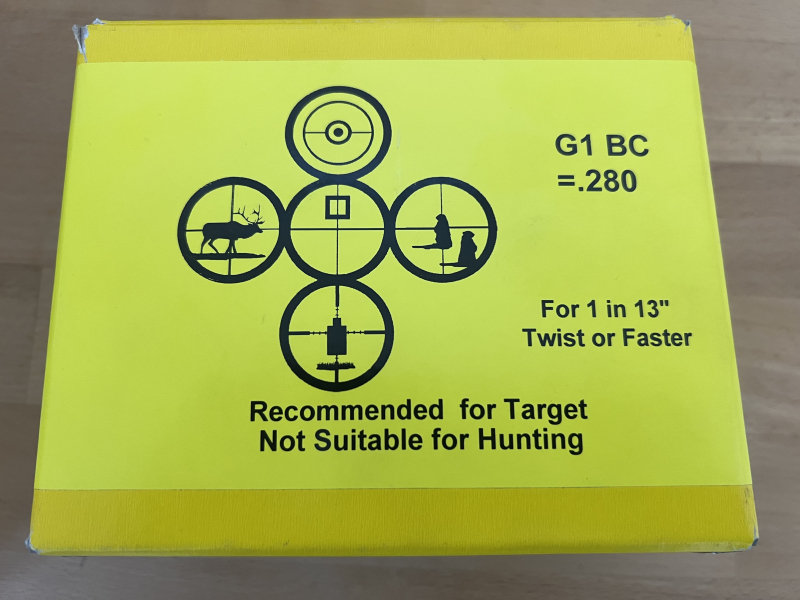 G1 BC
=.280
For 1 in 13"
Twist or Faster
Recommended for Target
Not Suitable for Hunting